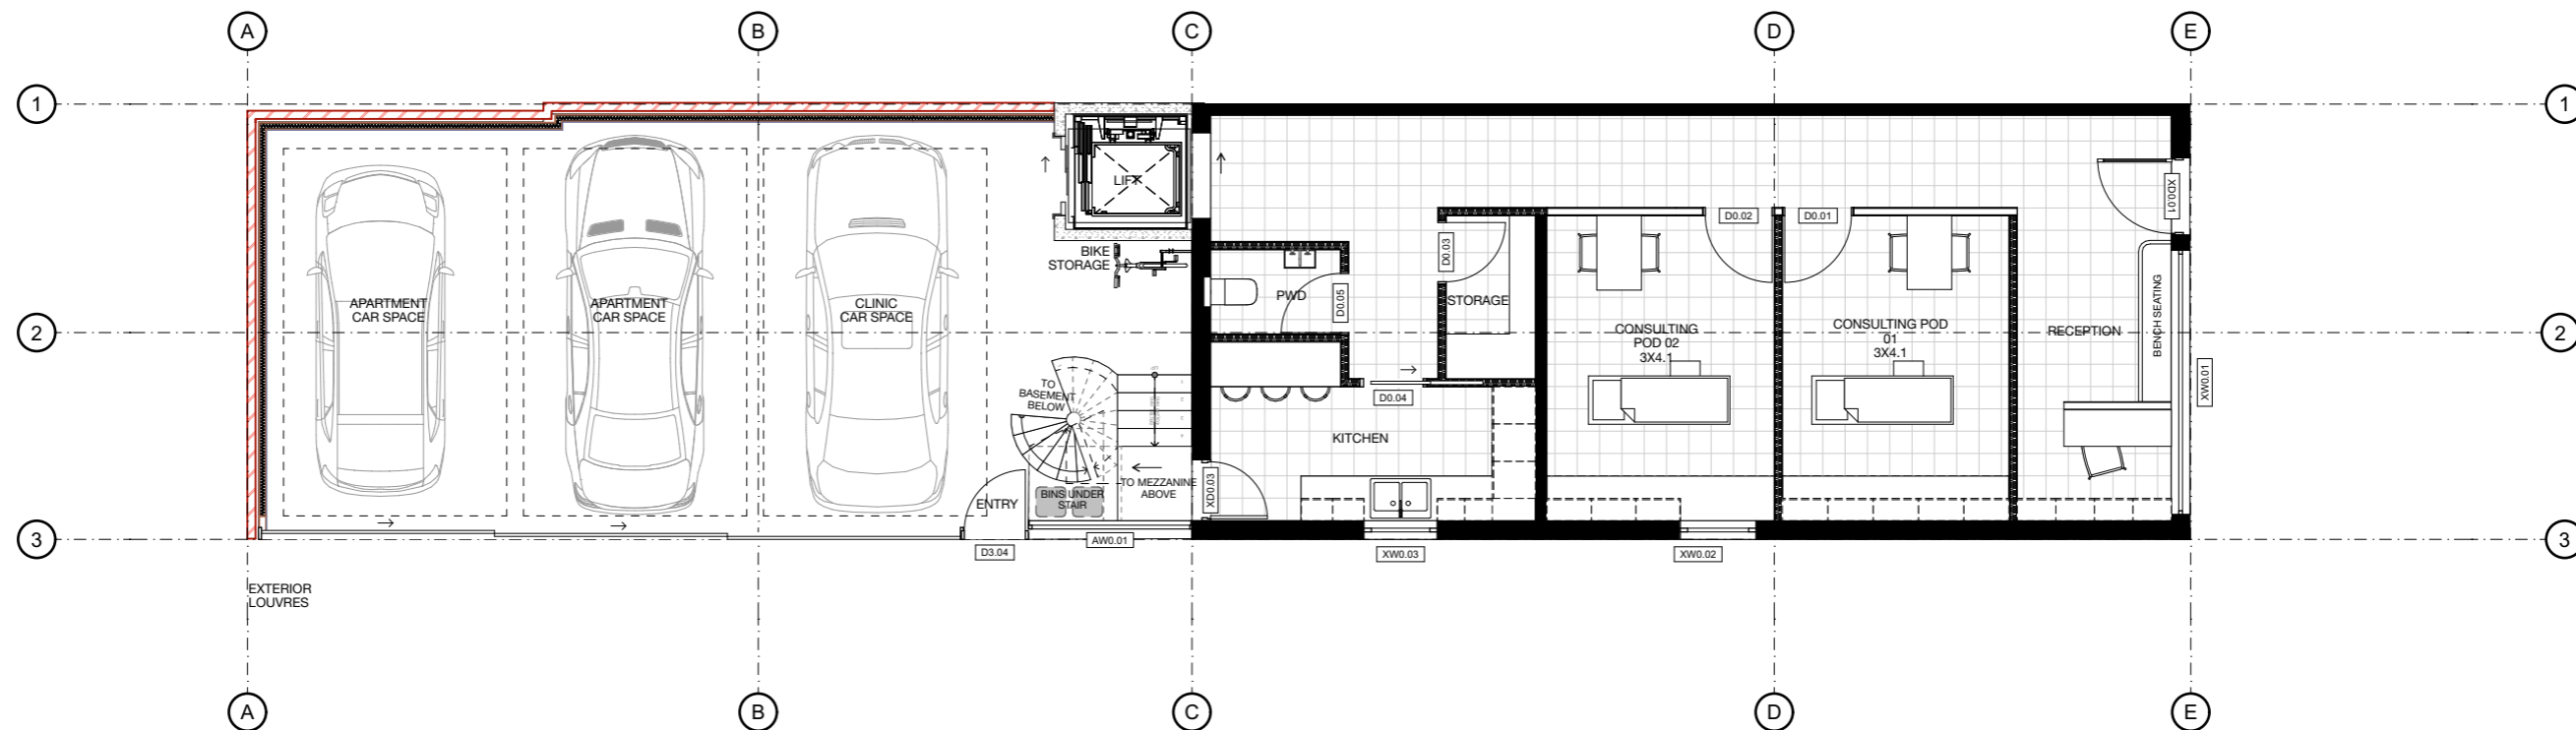 A
B
C
D
E
1
1
LIFT
XD0.01
D0.02
D0.01
D0.03
BIKE
STORAGE
PWD
D0.05
STORAGE
BENCH SEATING
APARTMENT
CAR SPACE
APARTMENT
CAR SPACE
CLINIC
CAR SPACE
2
CONSULTING
POD 02
3X4.1
CONSULTING POD
01
3X4.1
RECEPTION
2
XW0.01
TO
BASEMENT
BELOW
D0.04
KITCHEN
TO MEZZANINE
ABOVE
XD0.03
BINS UNDER
STAIR
ENTRY
3
D3.04
AW0.01
XW0.03
XW0.02
3
EXTERIOR
LOUVRES
A
B
C
D
E